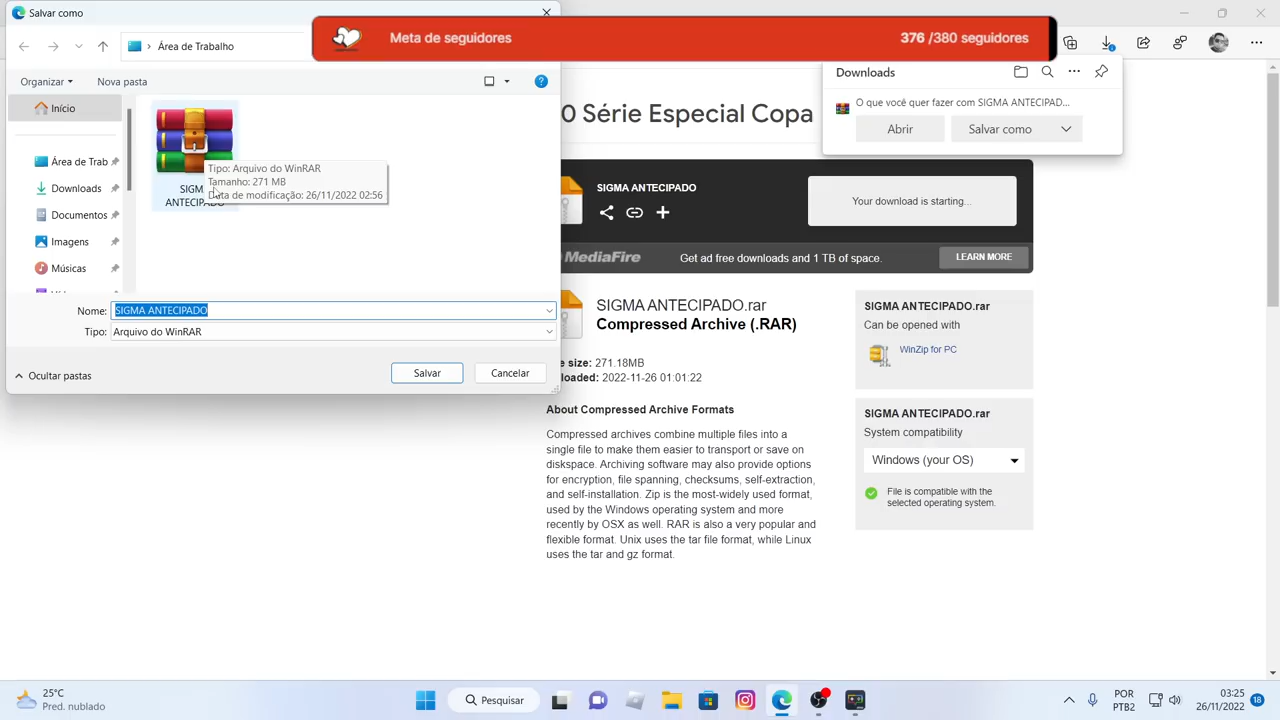 Salvar como
Meta de seguidores
376 /380 seguidores
Área de Trabalho
Organizar
Nova pasta
Início
Área de Trab
Downloads
Documentos
Imagens
Músicas
SIGMA
ANTECIPADO
Tipo: Arquivo do WinRAR
Tamanho: 271 MB
Data de modificação: 26/11/2022 02:56
Nome: SIGMA ANTECIPADO
Tipo: Arquivo do WinRAR
Ocultar pastas
Salvar
Cancelar
0 Série Especial Copa
Downloads
O que você quer fazer com SIGMA ANTECIPAD...
Abrir
Salvar como
SIGMA ANTECIPADO
Your download is starting...
MediaFire
Get ad free downloads and 1 TB of space.
LEARN MORE
SIGMA ANTECIPADO.rar
Compressed Archive (.RAR)
e size: 271.18MB
loaded: 2022-11-26 01:01:22
About Compressed Archive Formats
Compressed archives combine multiple files into a
single file to make them easier to transport or save on
diskspace. Archiving software may also provide options
for encryption, file spanning, checksums, self-extraction,
and self-installation. Zip is the most-widely used format,
used by the Windows operating system and more
recently by OSX as well. RAR is also a very popular and
flexible format. Unix uses the tar file format, while Linux
uses the tar and gz format.
SIGMA ANTECIPADO.rar
Can be opened with
WinZip for PC
SIGMA ANTECIPADO.rar
System compatibility
Windows (your OS)
File is compatible with the
selected operating system.
25°C
Pred. nublado
Pesquisar
POR
PTB2
03:25
26/11/2022
18